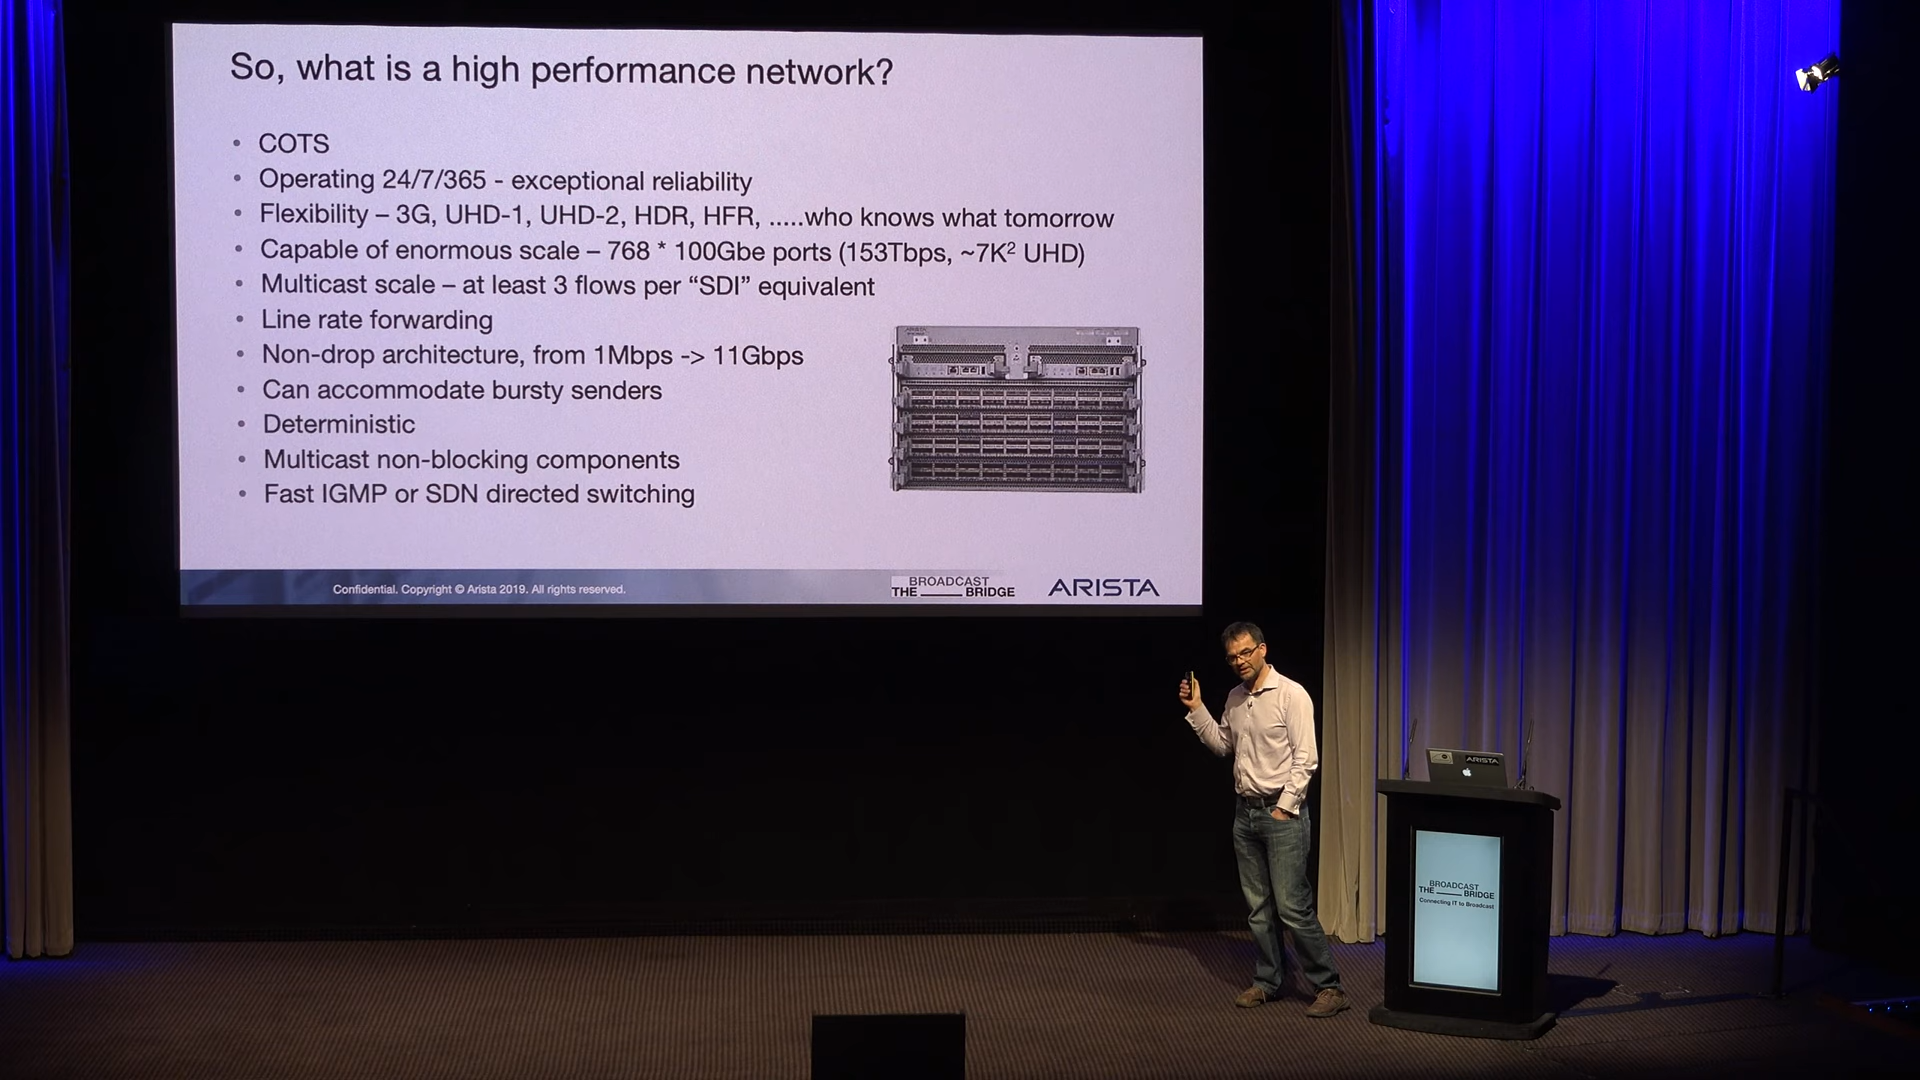 So, what is a high performance network?
• COTS
• Operating 24/7/365 - exceptional reliability
• Flexibility – 3G, UHD-1, UHD-2, HDR, HFR, .....who knows what tomorrow
• Capable of enormous scale – 768 * 100Gbe ports (153Tbps, ~7K² UHD)
• Multicast scale – at least 3 flows per “SDI” equivalent
• Line rate forwarding
• Non-drop architecture, from 1Mbps -> 11Gbps
• Can accommodate bursty senders
• Deterministic
• Multicast non-blocking components
• Fast IGMP or SDN directed switching
ARISTA
Confidential. Copyright © Arista 2019. All rights reserved.
BROADCAST
THE ____ BRIDGE
ARISTA
ARISTA
BROADCAST
THE ____ BRIDGE
Connecting IT to Broadcast